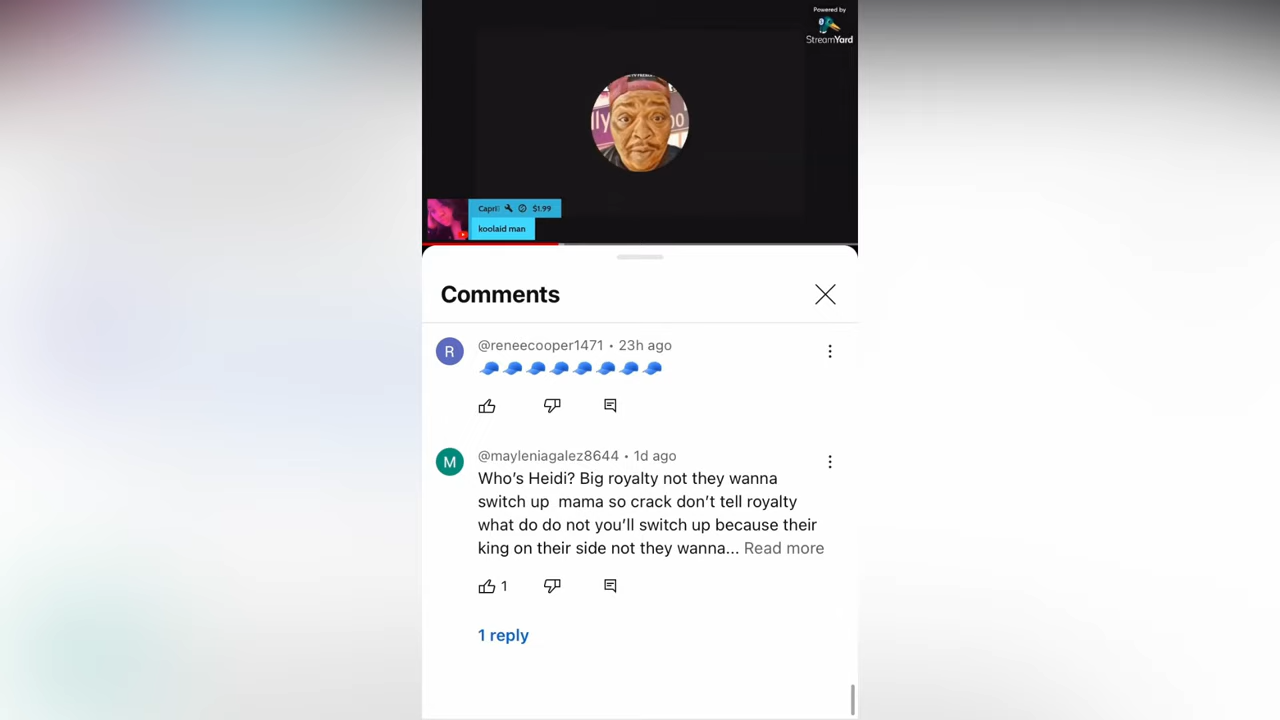 Powered by
StreamYard
Capri
$1.99
koolaid man
Comments
R
@reneecooper1471 • 23h ago
🧢🧢🧢🧢🧢🧢🧢🧢
M
@mayleniagalez8644 • 1d ago
Who’s Heidi? Big royalty not they wanna
switch up  mama so crack don’t tell royalty
what do do not you’ll switch up because their
king on their side not they wanna... Read more
1
1 reply